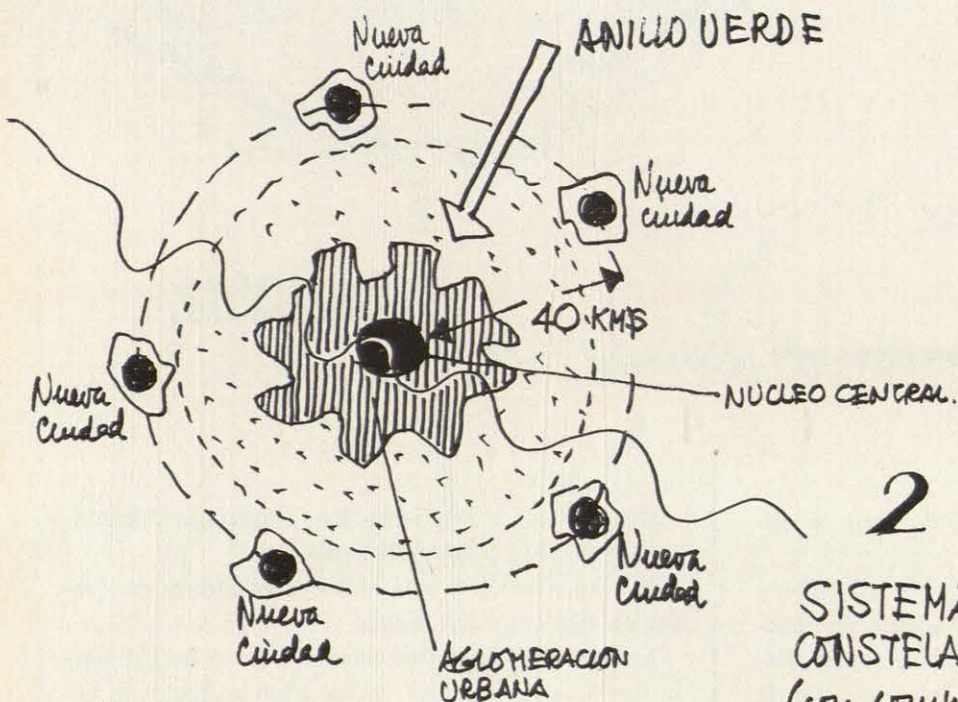 Nueva
Ciudad
ANILLO VERDE
Nueva
Ciudad
40 KMS
Nueva
Ciudad
NUCLEO CENTRAL.
2
Nueva
Ciudad
Nueva
Ciudad
AGLOMERACION
URBANA
SISTEMA
CONSTELA